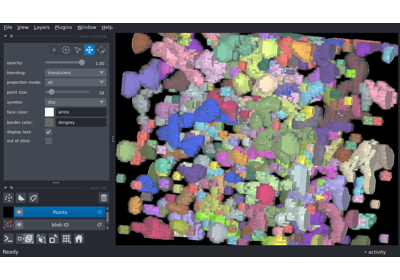 File View Layers Plugins Window Help
opacity: 1.00
blending: translucent
projection mode: all
point size: 10
symbol: disc
face color: white
border color: dimgrey
display text:
out of slice:
Points
blob ID
Ready
activity